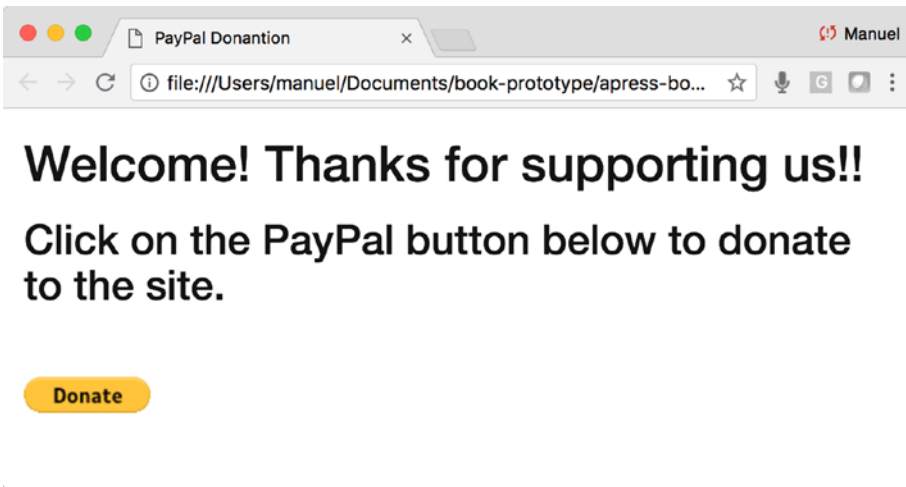 PayPal Donantion
Manuel
file:///Users/manuel/Documents/book-prototype/apress-bo...
G
Welcome! Thanks for supporting us!!
Click on the PayPal button below to donate
to the site.
Donate